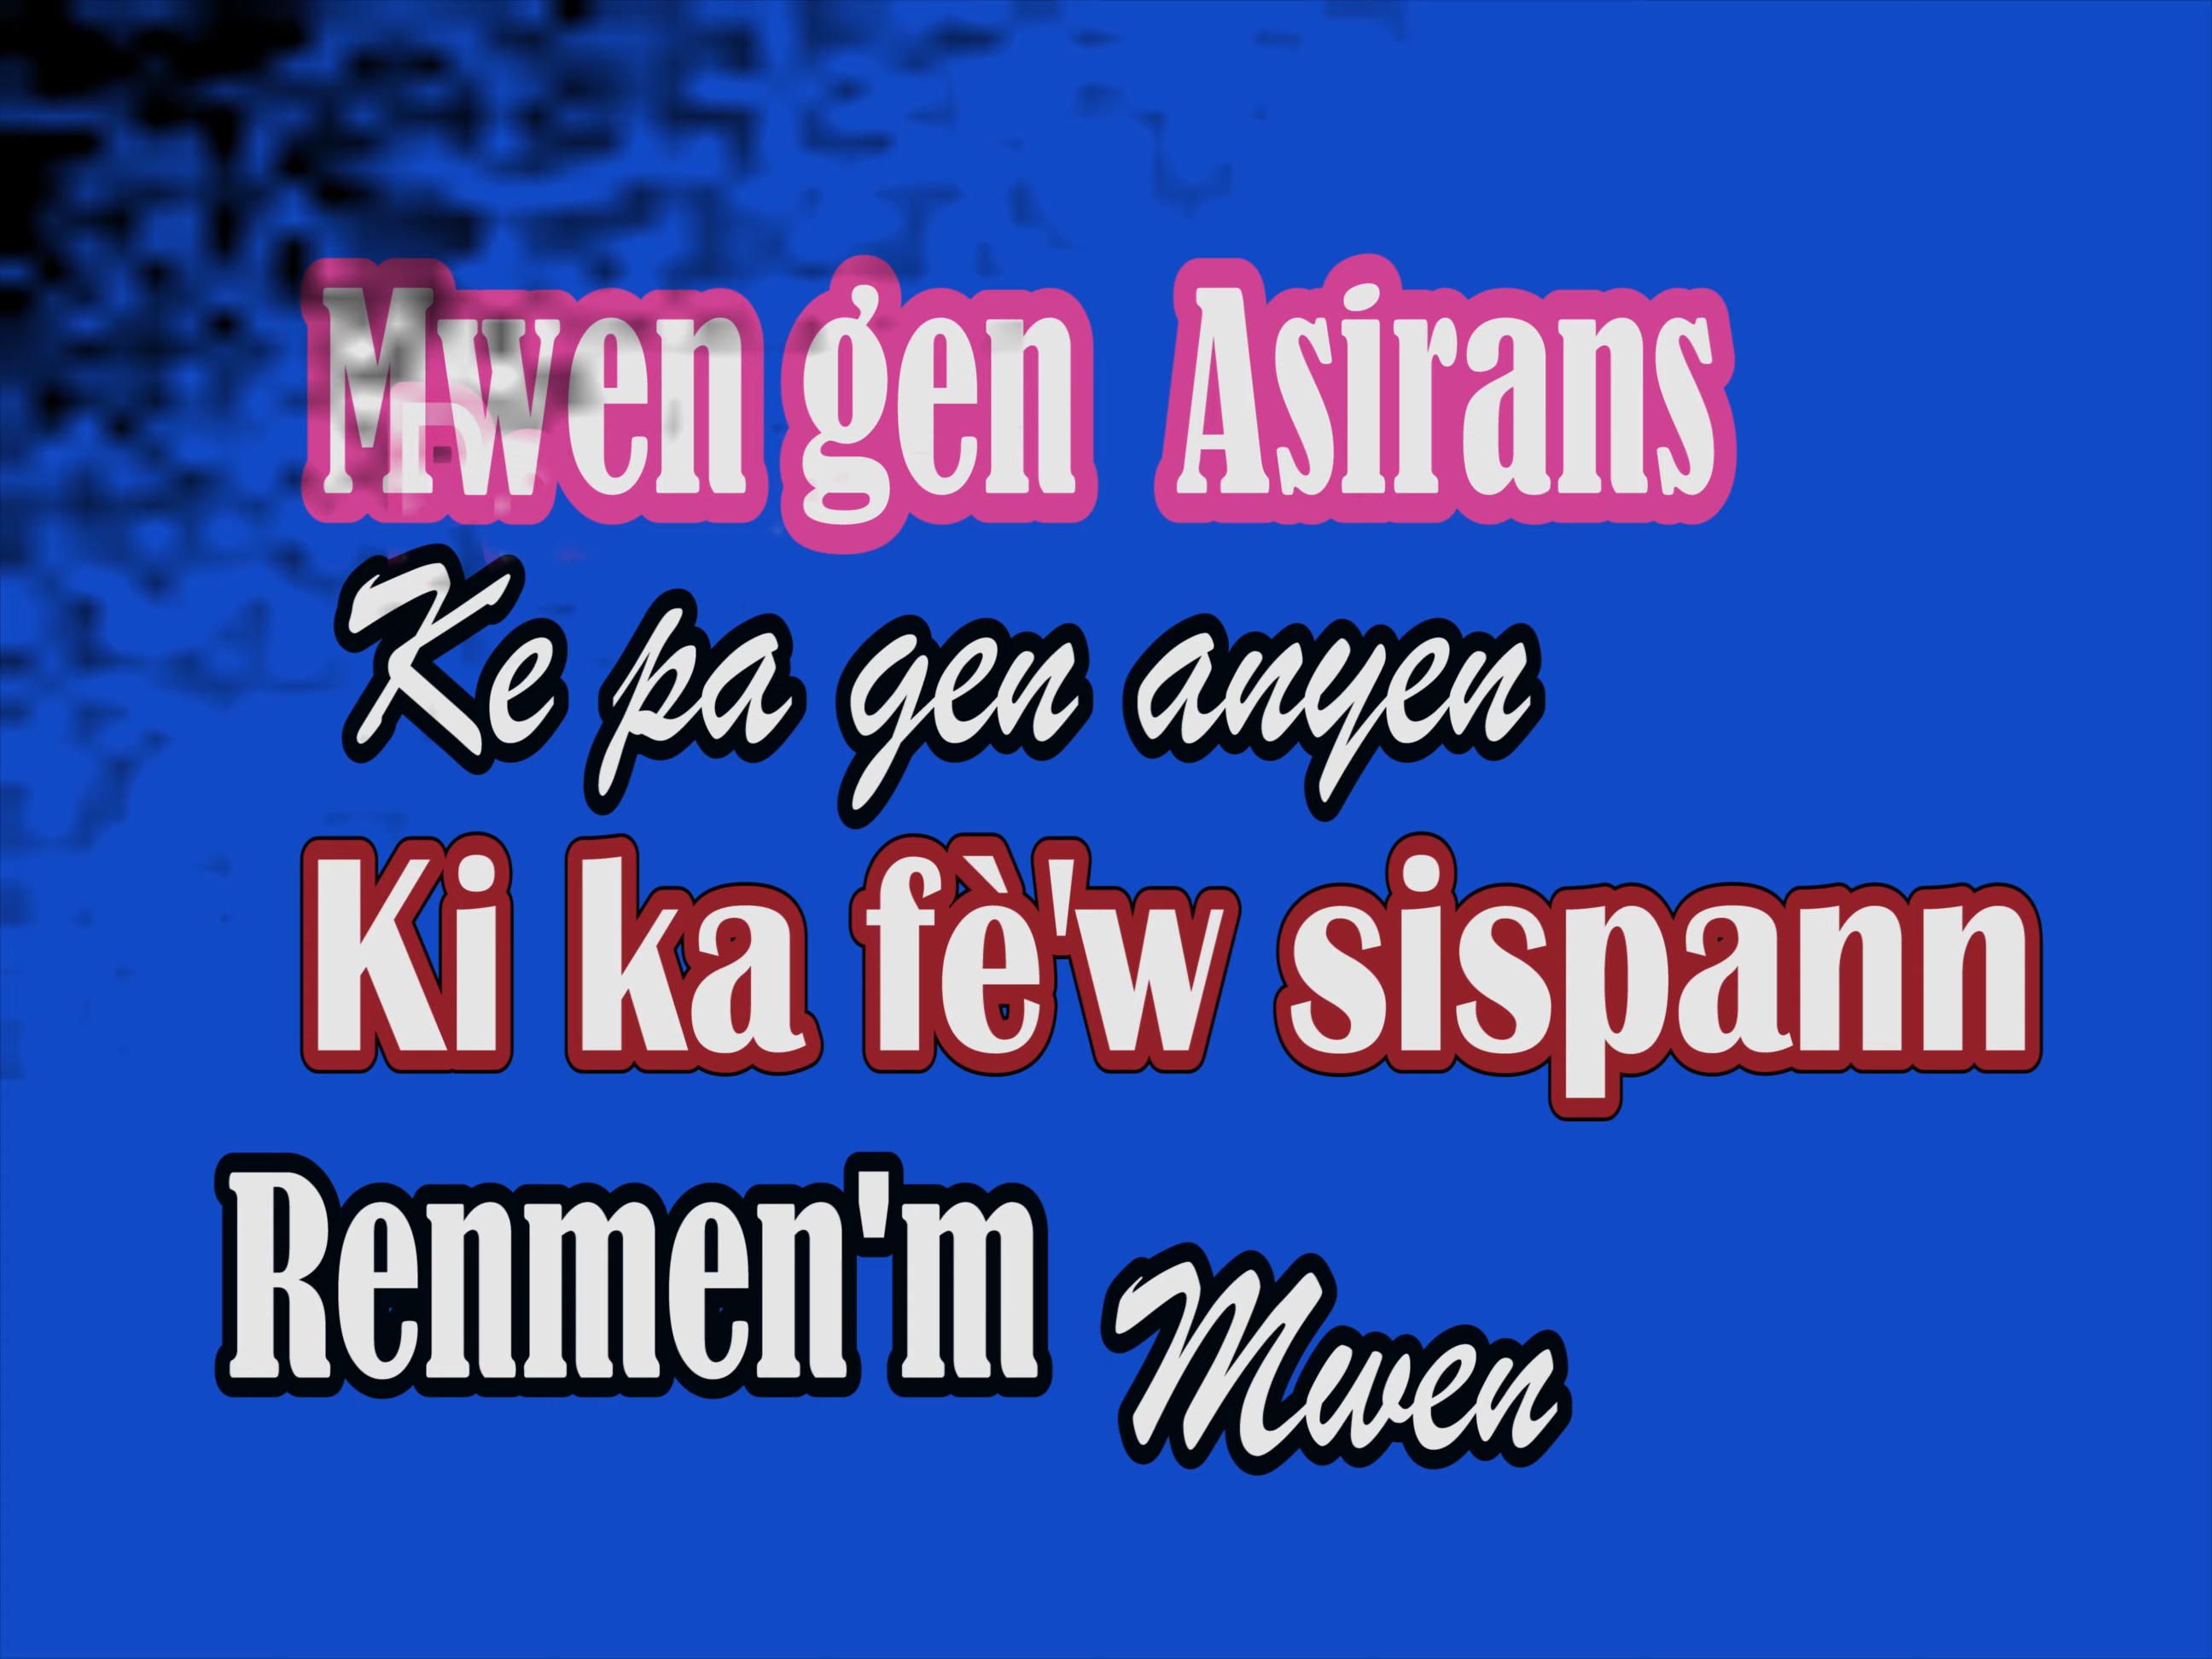 Mwen gen Asirans
Ke pa gen anyen
Ki ka fè'w sispann
Renmen'm Mwen